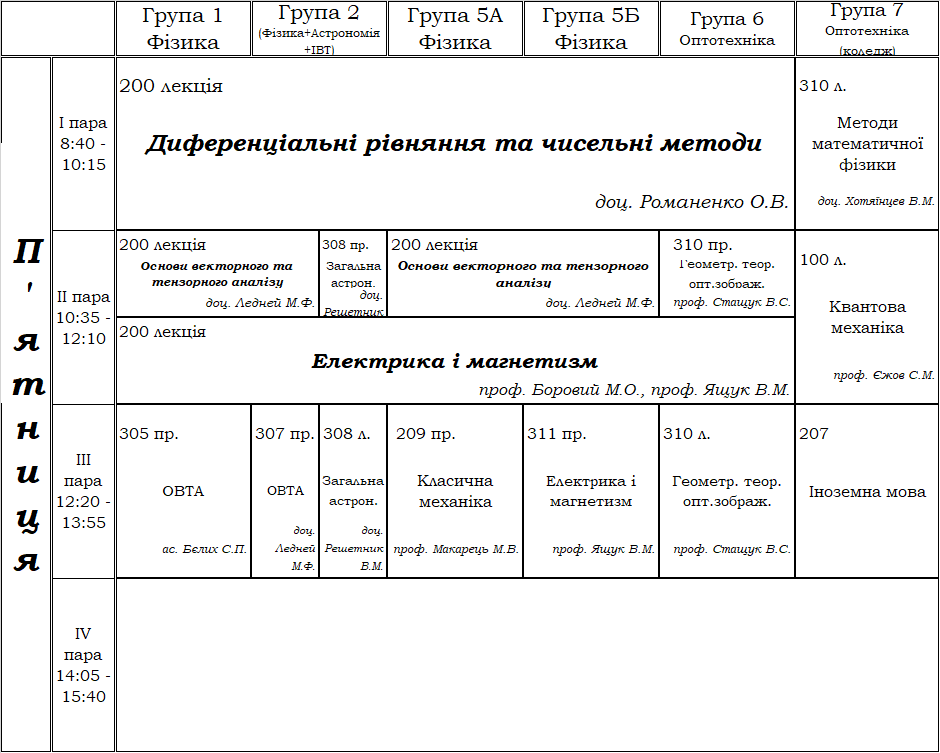 Група 1
Фізика
Група 2
(Фізика+Астрономія
+ІВТ)
Група 5А
Фізика
Група 5Б
Фізика
Група 6
Оптотехніка
Група 7
Оптотехніка
(коледж)
П'ятниця
І пара
8:40 -
10:15
200 лекція
Диференціальні рівняння та чисельні методи
доц. Романенко О.В.
310 л.
Методи
математичної
фізики
доц. Хотяїнцев В.М.
ІІ пара
10:35 -
12:10
200 лекція
Основи векторного та
тензорного аналізу
доц. Ледней М.Ф.
308 пр.
Загальна
астрон.
доц.
Решетник
200 лекція
Основи векторного та тензорного
аналізу
доц. Ледней М.Ф.
310 пр.
Геометр. теор.
опт.зображ.
проф. Стащук В.С.
200 лекція
Електрика і магнетизм
проф. Боровий М.О., проф. Ящук В.М.
100 л.
Квантова
механіка
проф. Єжов С.М.
ІІІ
пара
12:20 -
13:55
305 пр.
ОВТА
ас. Бєлих С.П.
307 пр.
ОВТА
доц.
Ледней
М.Ф.
308 л.
Загальна
астрон.
доц.
Решетник
В.М.
209 пр.
Класична
механіка
проф. Макарець М.В.
311 пр.
Електрика і
магнетизм
проф. Ящук В.М.
310 л.
Геометр. теор.
опт.зображ.
проф. Стащук В.С.
207
Іноземна мова
IV
пара
14:05 -
15:40